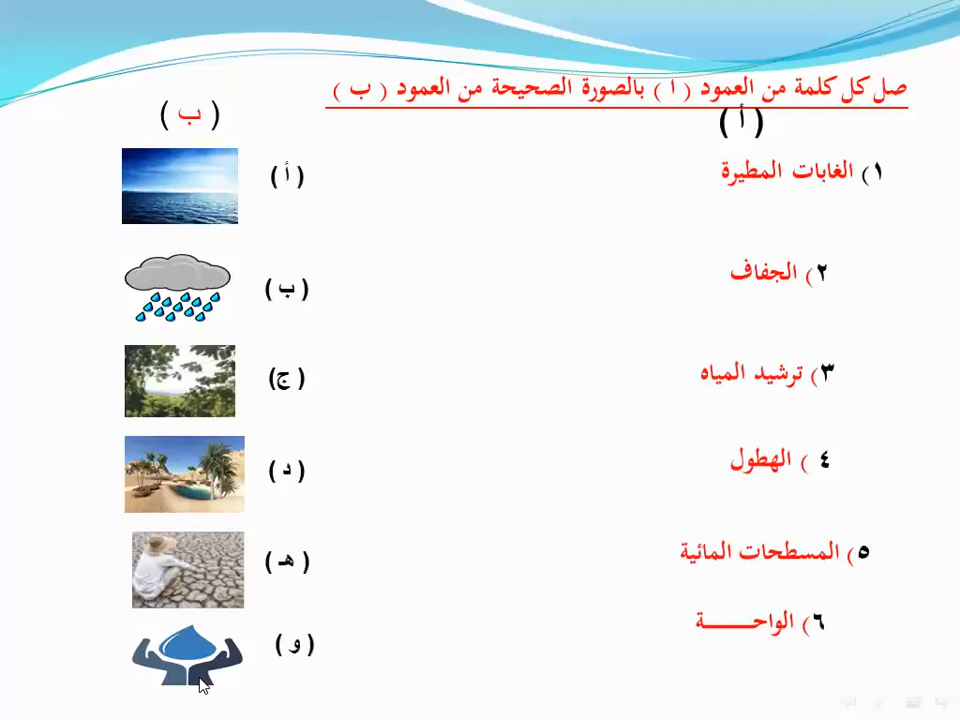 صل كل كلمة من العمود ( ا ) بالصورة الصحيحة من العمود ( ب )
( أ )
( ب )
١) الغابات المطيرة
( أ )
٢) الجفاف
( ب )
٣) ترشيد المياه
( ج)
٤ ) الهطول
( د )
٥) المسطحات المائية
( هـ )
٦) الواحـــــــة
( و )